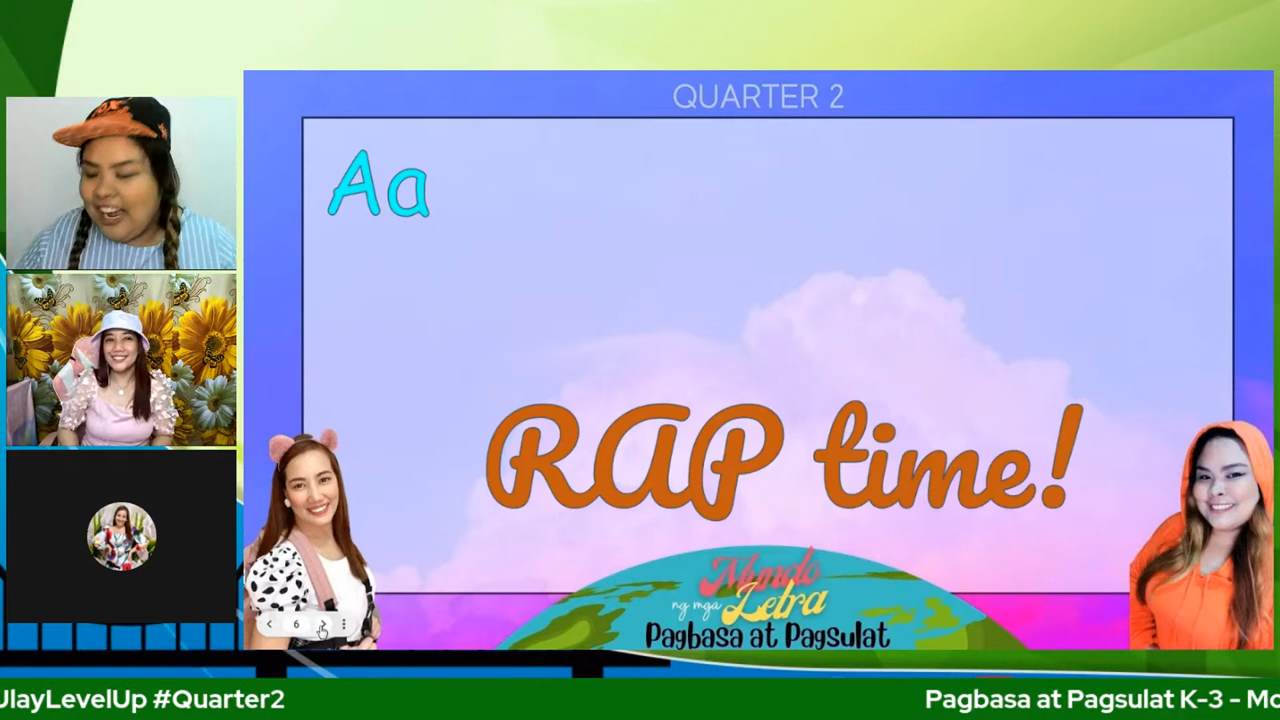 QUARTER 2
Aa
RAP time!
Mundo
ng mga Letra
Pagbasa at Pagsulat
6
UlayLevelUp #Quarter2
Pagbasa at Pagsulat K-3 - Mo